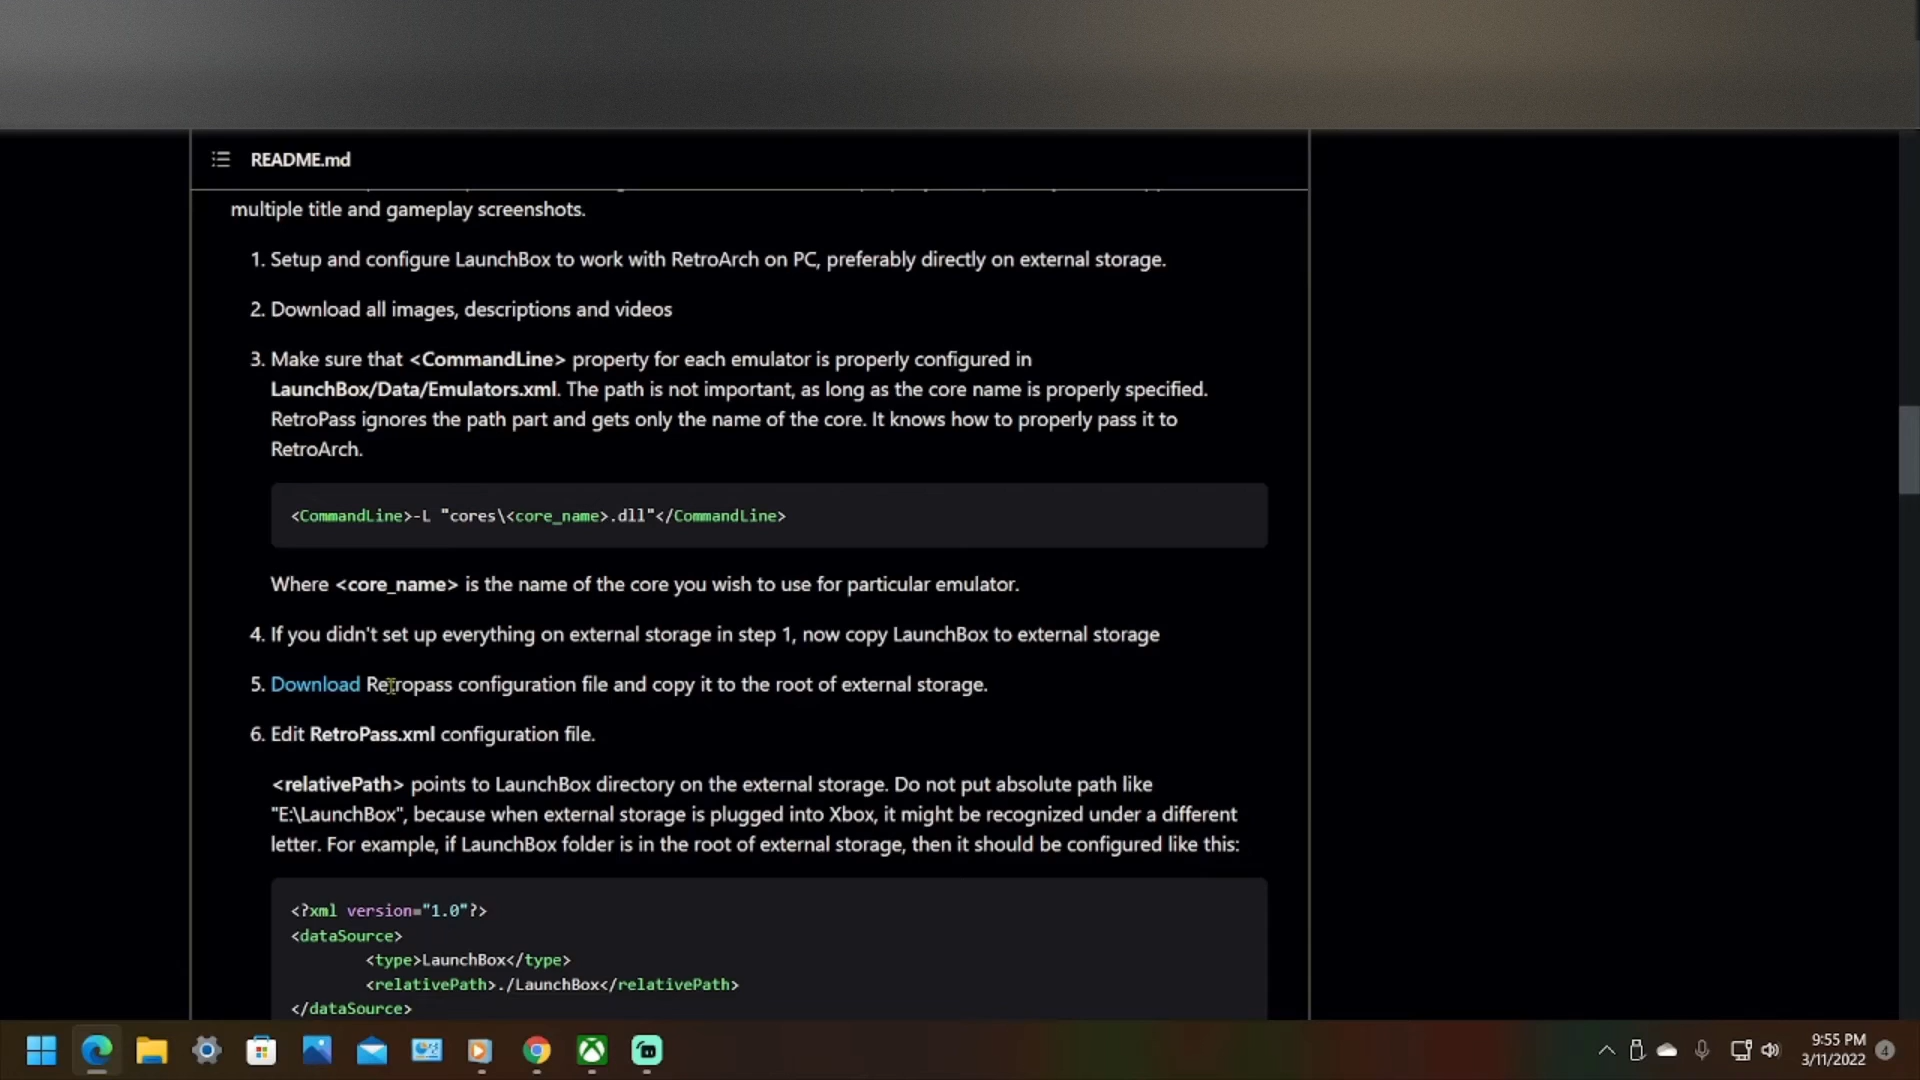 README.md
multiple title and gameplay screenshots.
1. Setup and configure LaunchBox to work with RetroArch on PC, preferably directly on external storage.
2. Download all images, descriptions and videos
3. Make sure that <CommandLine> property for each emulator is properly configured in
LaunchBox/Data/Emulators.xml. The path is not important, as long as the core name is properly specified.
RetroPass ignores the path part and gets only the name of the core. It knows how to properly pass it to
RetroArch.
<CommandLine>-L "cores\<core_name>.dll"</CommandLine>
Where <core_name> is the name of the core you wish to use for particular emulator.
4. If you didn't set up everything on external storage in step 1, now copy LaunchBox to external storage
5. Download Retropass configuration file and copy it to the root of external storage.
6. Edit RetroPass.xml configuration file.
<relativePath> points to LaunchBox directory on the external storage. Do not put absolute path like
"E:\LaunchBox", because when external storage is plugged into Xbox, it might be recognized under a different
letter. For example, if LaunchBox folder is in the root of external storage, then it should be configured like this:
<?xml version="1.0"?>
<dataSource>
<type>LaunchBox</type>
<relativePath>./LaunchBox</relativePath>
</dataSource>
9:55 PM
3/11/2022
4